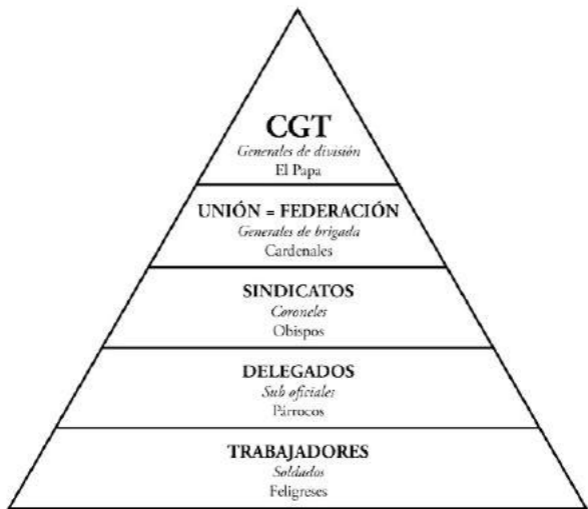 CGT
Generales de división
El Papa
UNIÓN = FEDERACIÓN
Generales de brigada
Cardenales
SINDICATOS
Coroneles
Obispos
DELEGADOS
Sub oficiales
Párrocos
TRABAJADORES
Soldados
Feligreses